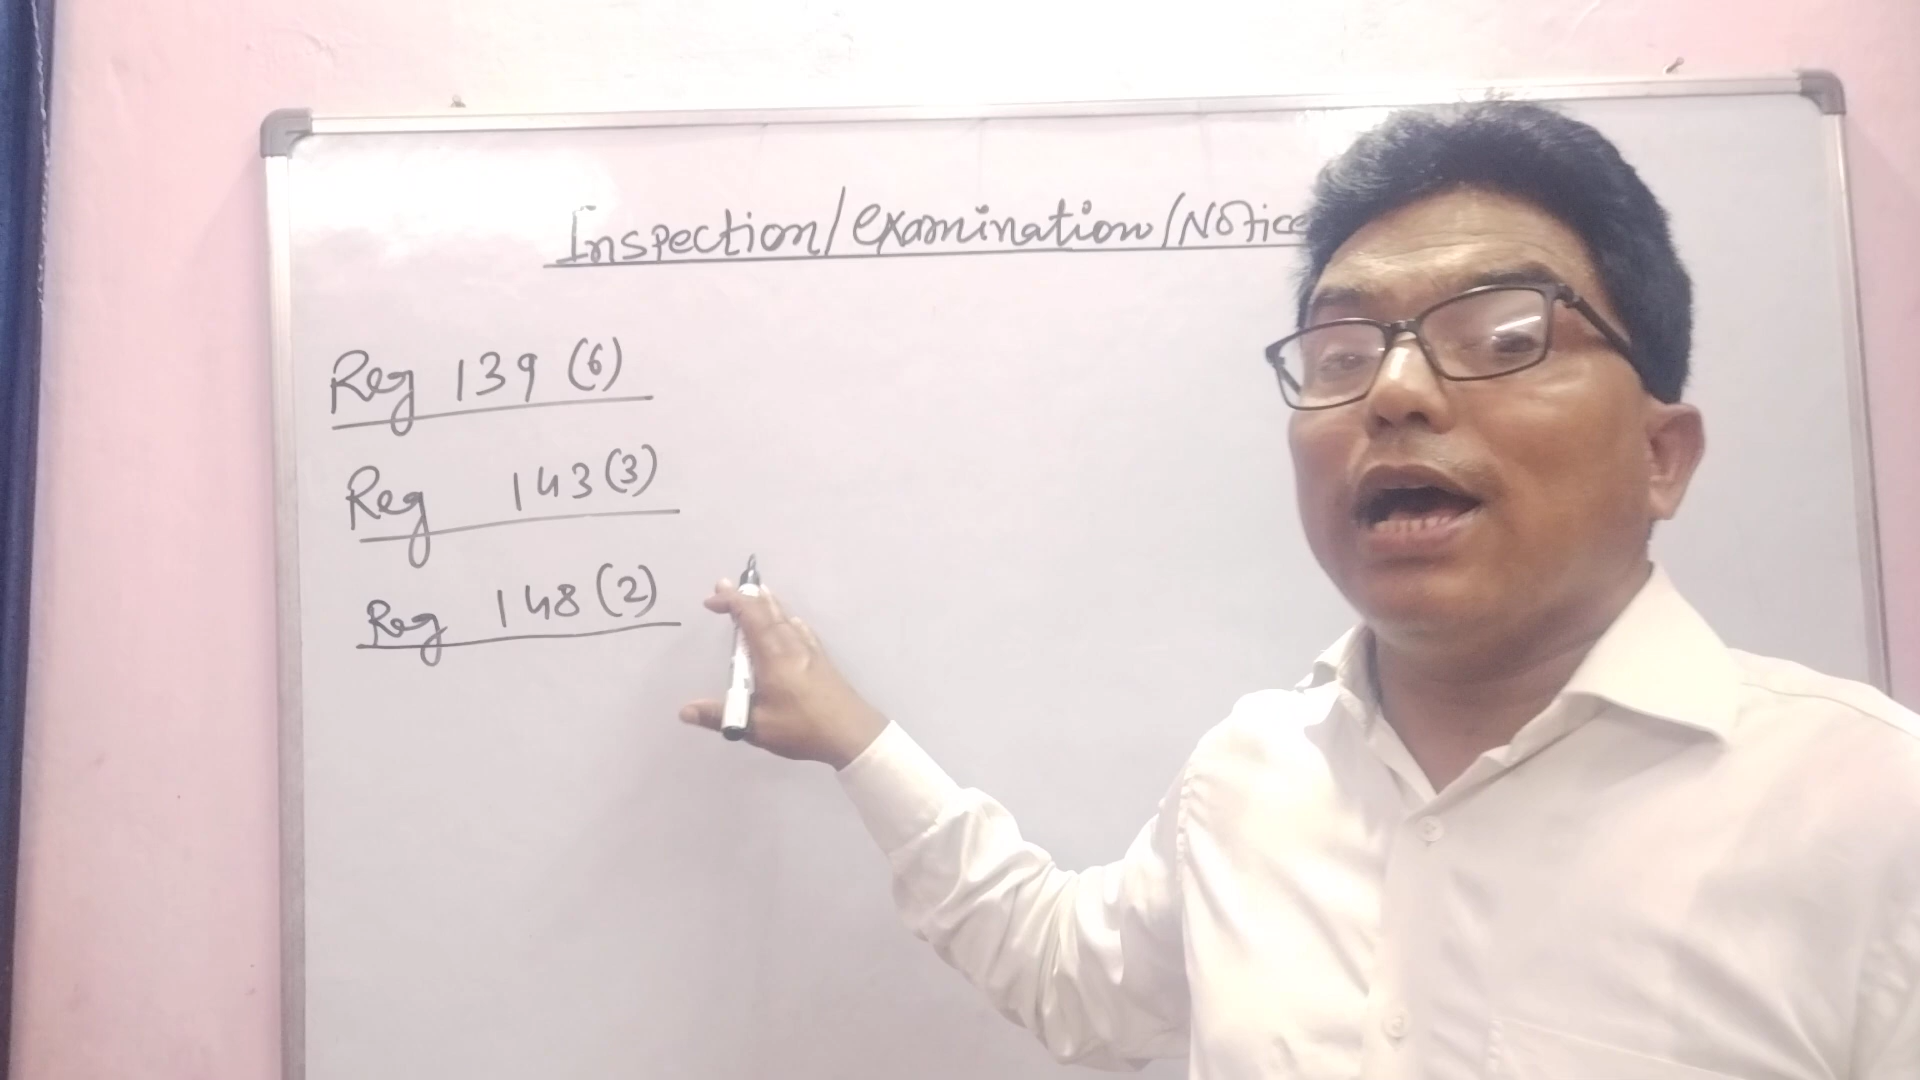 Inspection/Examination/Notice
Reg 139 (6)
Reg 143 (3)
Reg 148 (2)